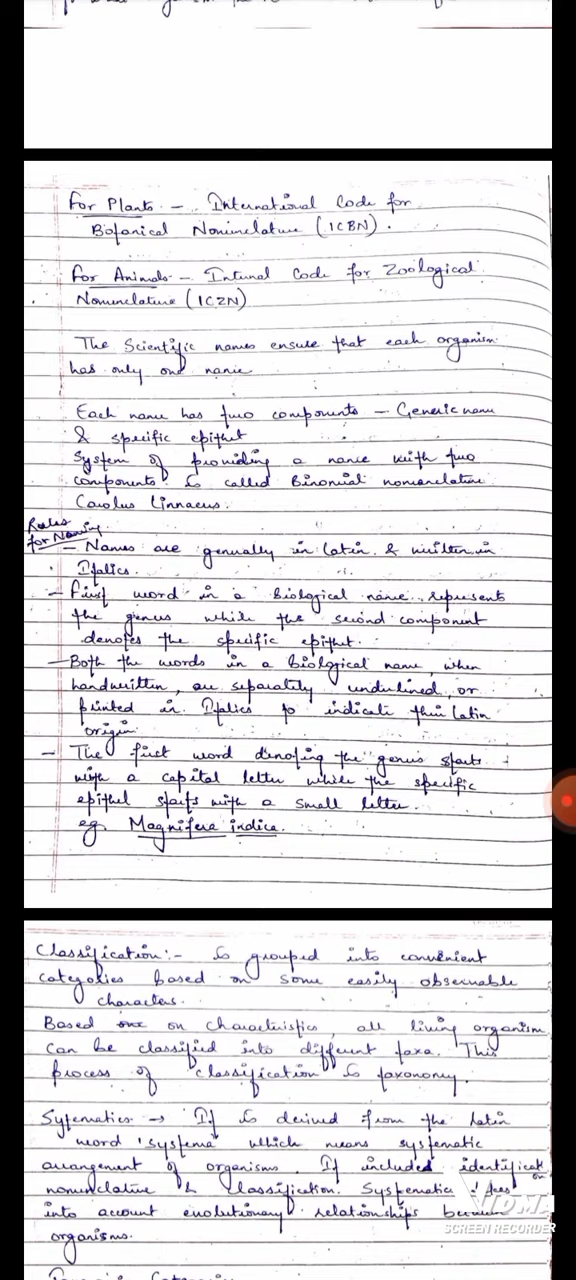 For Plants - International Code for
Botanical Nomenclature (ICBN).
For Animals - Internal Code for Zoological
Nomenclature (ICZN)
The Scientific names ensure that each organism
has only one name
Each name has two components - Generic name
& specific epithet
System of providing a name with two
components is called Binomial nomenclature
Carolus Linnaeus.
Rules
for Naming
- Names are generally in Latin & written in
Italics.
- First word in a biological name represents
the genus while the second component
denotes the specific epithet.
- Both the words in a biological name, when
handwritten, are separately underlined, or
printed in Italics to indicate their Latin
origin
- The first word denoting the genus starts
with a capital letter while the specific
epithet starts with a small letter.
eg Magnifera indica.
Classification:- Is grouped into convenient
categories based on some easily observable
characters.
Based on characteristics, all living organism
can be classified into different taxa. This
process of classification is taxonomy.
Sytematics → It is derived from the Latin
word 'systema' which means systematic
arrangement of organisms. It included identification
nomenclative & classification. Systematic
into account evolutionary relationships between
organisms.
VIDMA
SCREEN RECORDER